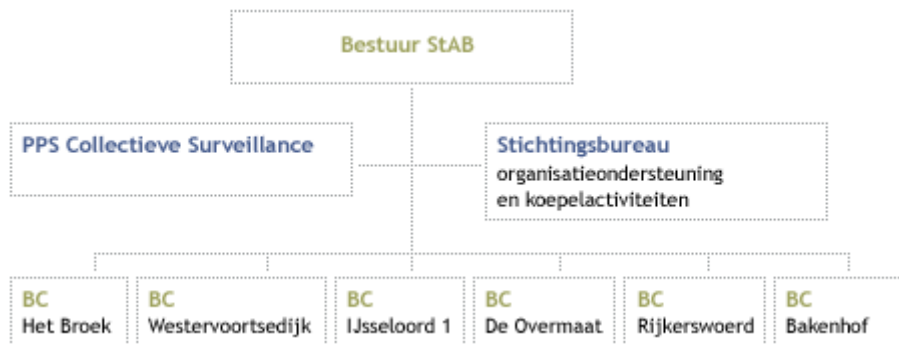 Bestuur StAB
PPS Collectieve Surveillance
Stichtingsbureau
organisatieondersteuning
en koepelactiviteiten
BC
Het Broek
BC
Westervoortsedijk
BC
IJsseloord 1
BC
De Overmaat
BC
Rijkerswoerd
BC
Bakenhof